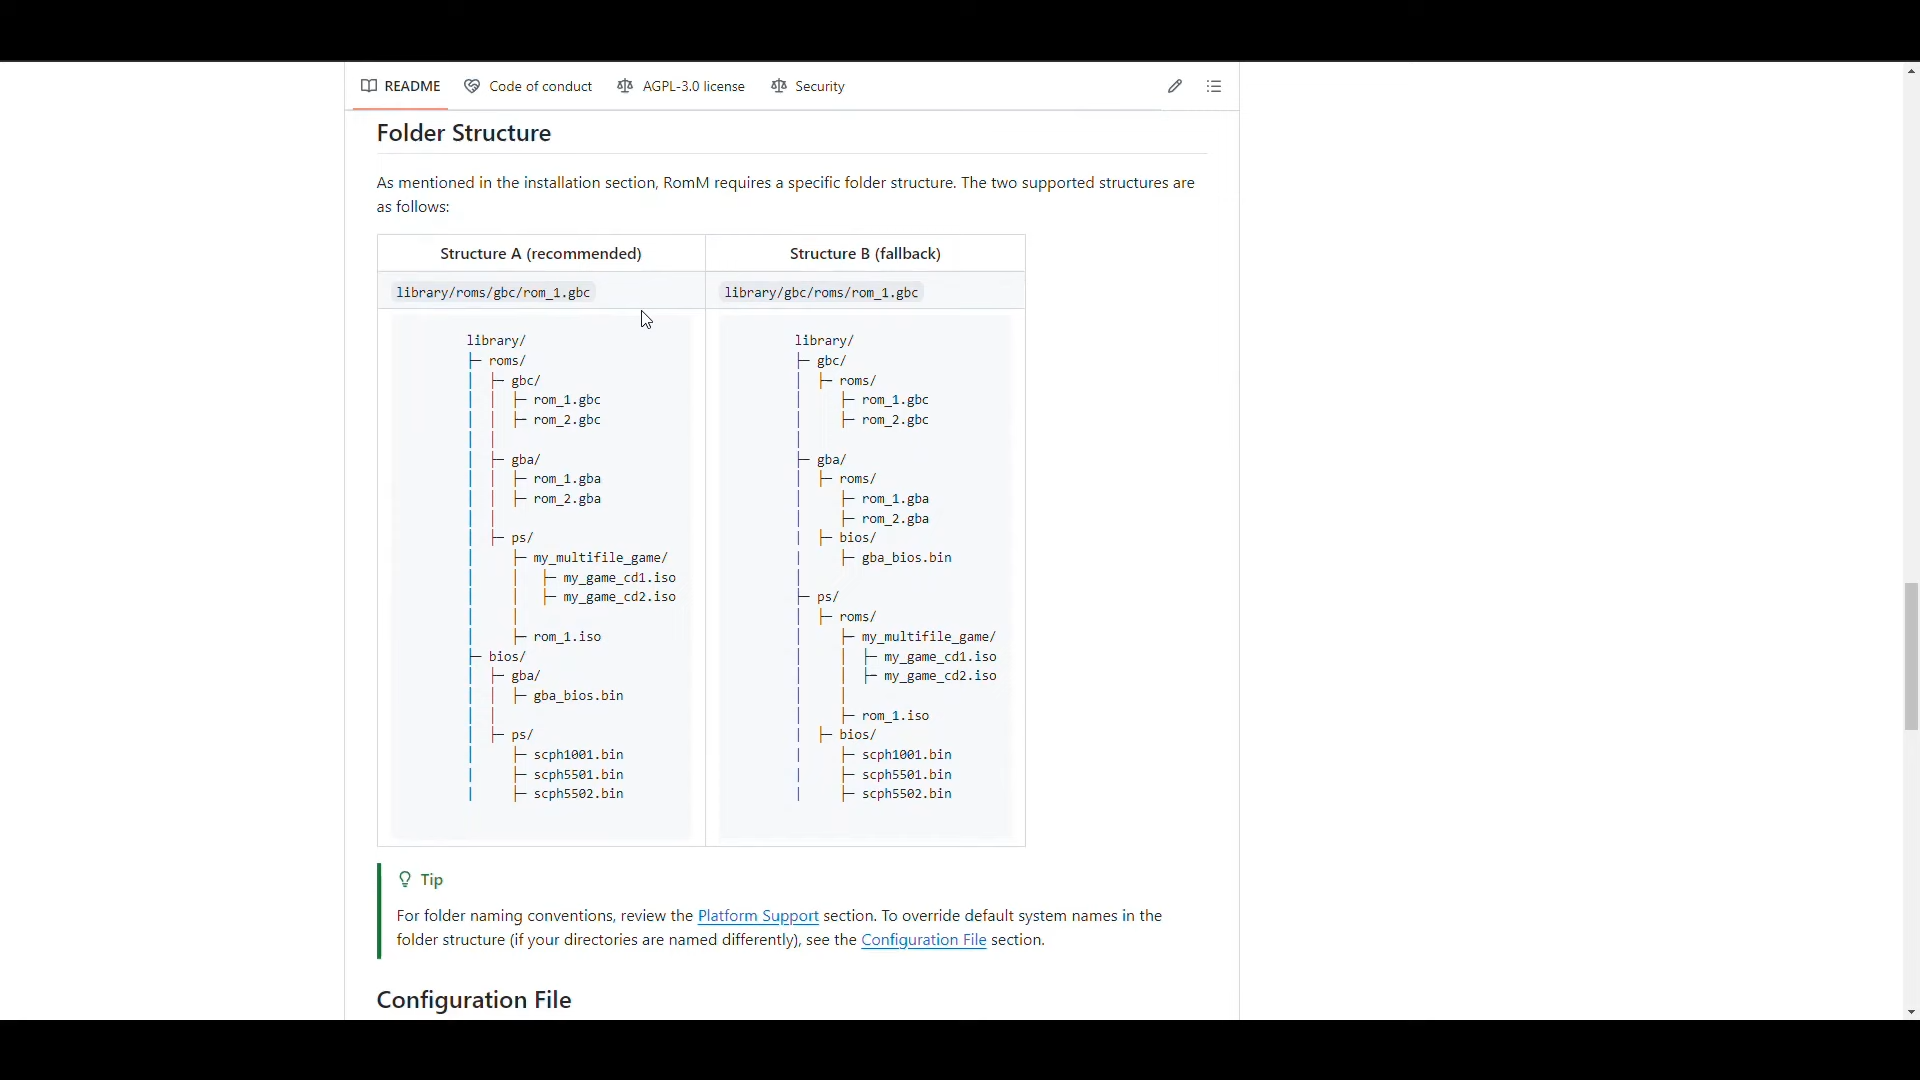 README Code of conduct AGPL-3.0 license Security
Folder Structure
As mentioned in the installation section, RomM requires a specific folder structure. The two supported structures are
as follows:
Structure A (recommended) Structure B (fallback)
library/roms/gbc/rom_1.gbc library/gbc/roms/rom_1.gbc
library/
├─ roms/
│  ├─ gbc/
│  │  ├─ rom_1.gbc
│  │  ├─ rom_2.gbc
│  │
│  ├─ gba/
│  │  ├─ rom_1.gba
│  │  ├─ rom_2.gba
│  │
│  ├─ ps/
│     ├─ my_multifile_game/
│     │   ├─ my_game_cd1.iso
│     │   ├─ my_game_cd2.iso
│     │
│     ├─ rom_1.iso
├─ bios/
│  ├─ gba/
│  │  ├─ gba_bios.bin
│  │
│  ├─ ps/
│     ├─ scph1001.bin
│     ├─ scph5501.bin
│     ├─ scph5502.bin
library/
├─ gbc/
│  ├─ roms/
│     ├─ rom_1.gbc
│     ├─ rom_2.gbc
│
├─ gba/
│  ├─ roms/
│     ├─ rom_1.gba
│     ├─ rom_2.gba
│  ├─ bios/
│     ├─ gba_bios.bin
│
├─ ps/
│  ├─ roms/
│     ├─ my_multifile_game/
│     │  ├─ my_game_cd1.iso
│     │  ├─ my_game_cd2.iso
│     │
│     ├─ rom_1.iso
│  ├─ bios/
│     ├─ scph1001.bin
│     ├─ scph5501.bin
│     ├─ scph5502.bin
Tip
For folder naming conventions, review the Platform Support section. To override default system names in the
folder structure (if your directories are named differently), see the Configuration File section.
Configuration File